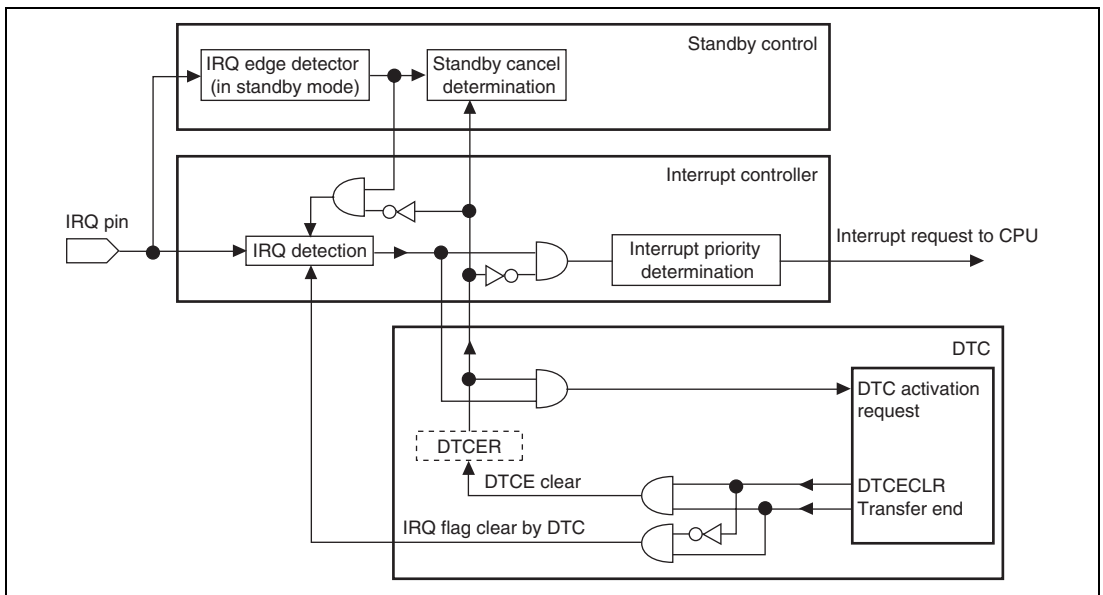 Standby control
IRQ edge detector
(in standby mode)
Standby cancel
determination
Interrupt controller
IRQ pin
IRQ detection
Interrupt priority
determination
Interrupt request to CPU
DTC
DTC activation
request
DTCER
DTCE clear
DTCECLR
Transfer end
IRQ flag clear by DTC